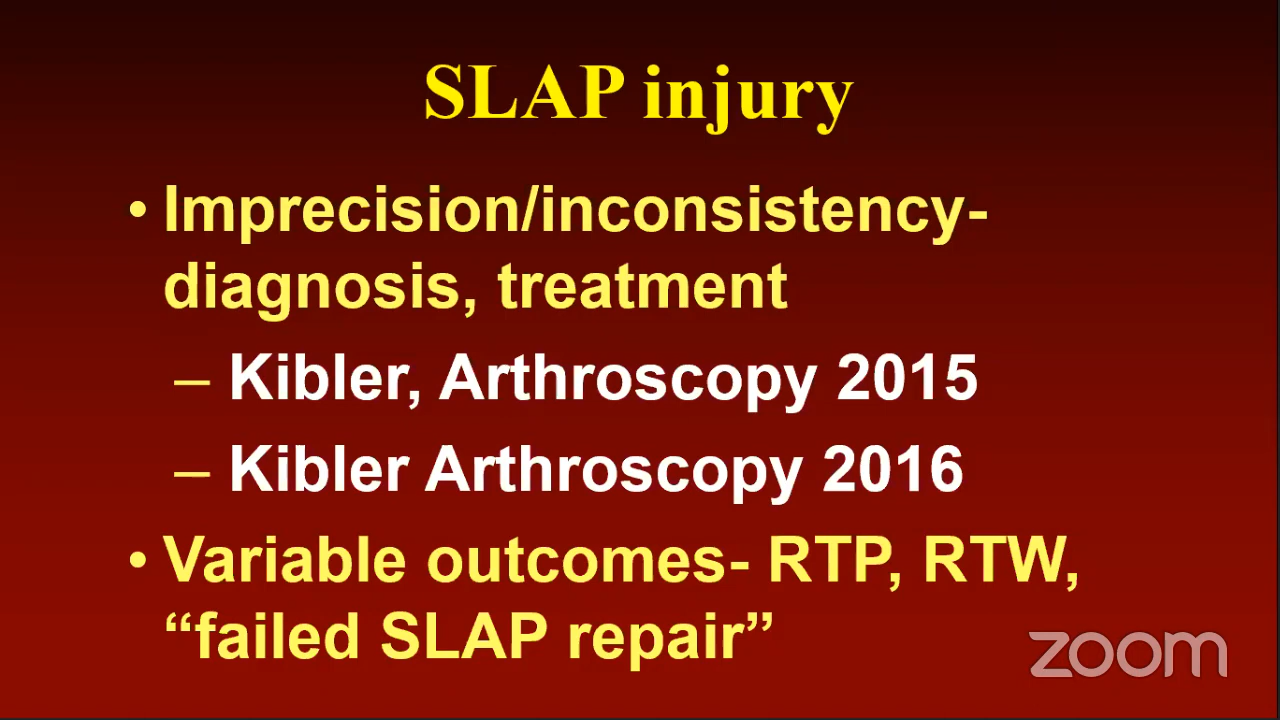 SLAP injury
• Imprecision/inconsistency-
diagnosis, treatment
– Kibler, Arthroscopy 2015
– Kibler Arthroscopy 2016
• Variable outcomes- RTP, RTW,
“failed SLAP repair”
zoom